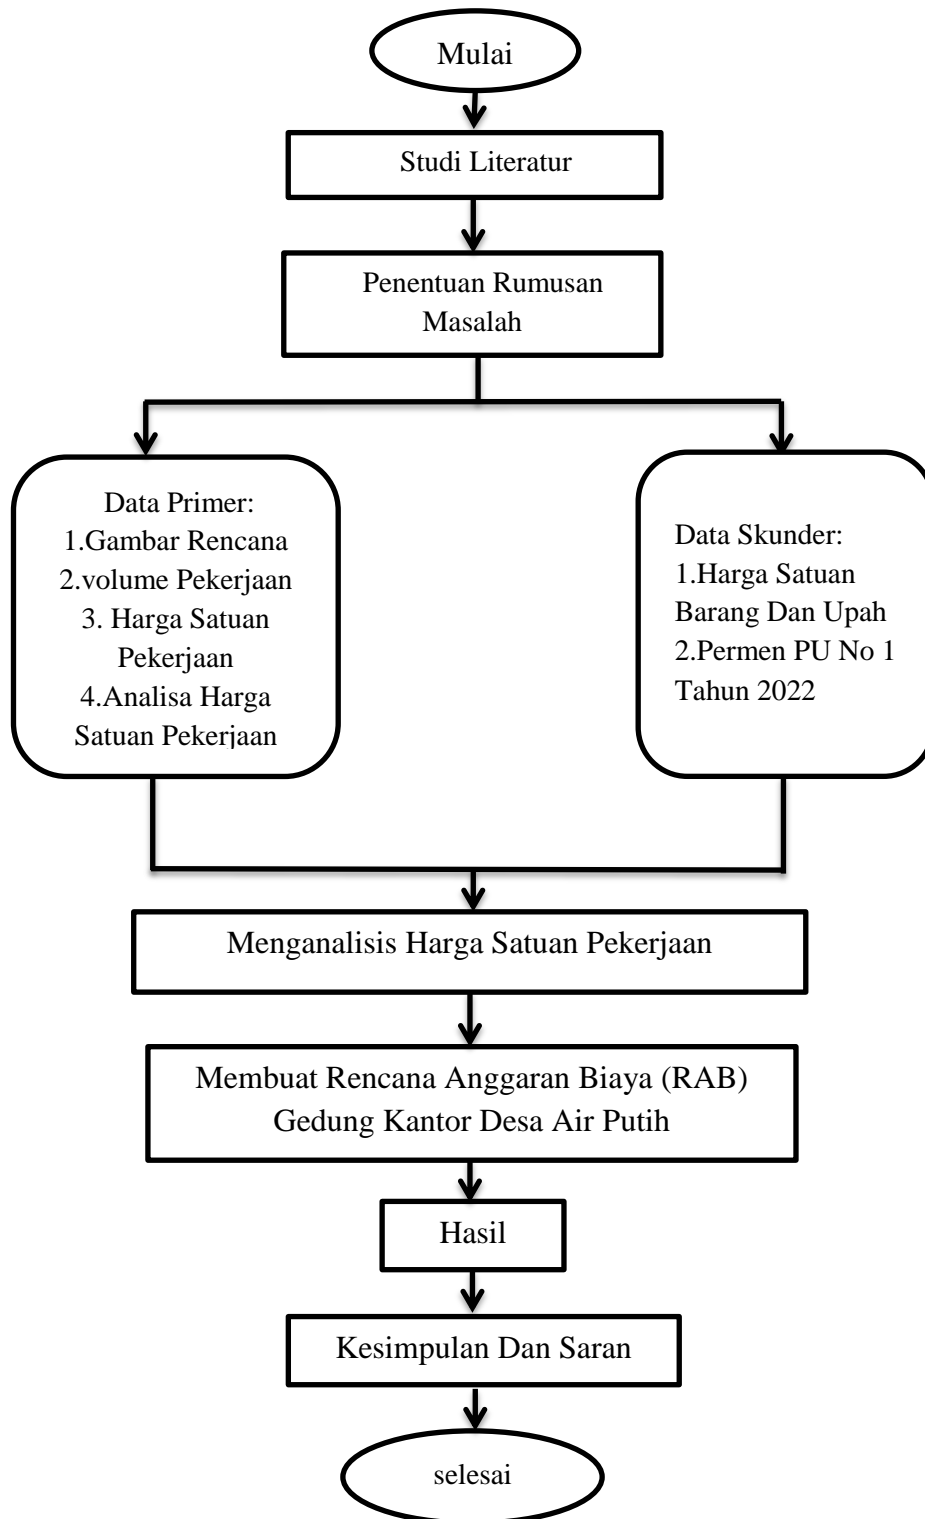 Mulai
Studi Literatur
Penentuan Rumusan
Masalah
Data Primer:
1.Gambar Rencana
2.volume Pekerjaan
3. Harga Satuan
Pekerjaan
4.Analisa Harga
Satuan Pekerjaan
Data Skunder:
1.Harga Satuan
Barang Dan Upah
2.Permen PU No 1
Tahun 2022
Menganalisis Harga Satuan Pekerjaan
Membuat Rencana Anggaran Biaya (RAB)
Gedung Kantor Desa Air Putih
Hasil
Kesimpulan Dan Saran
selesai